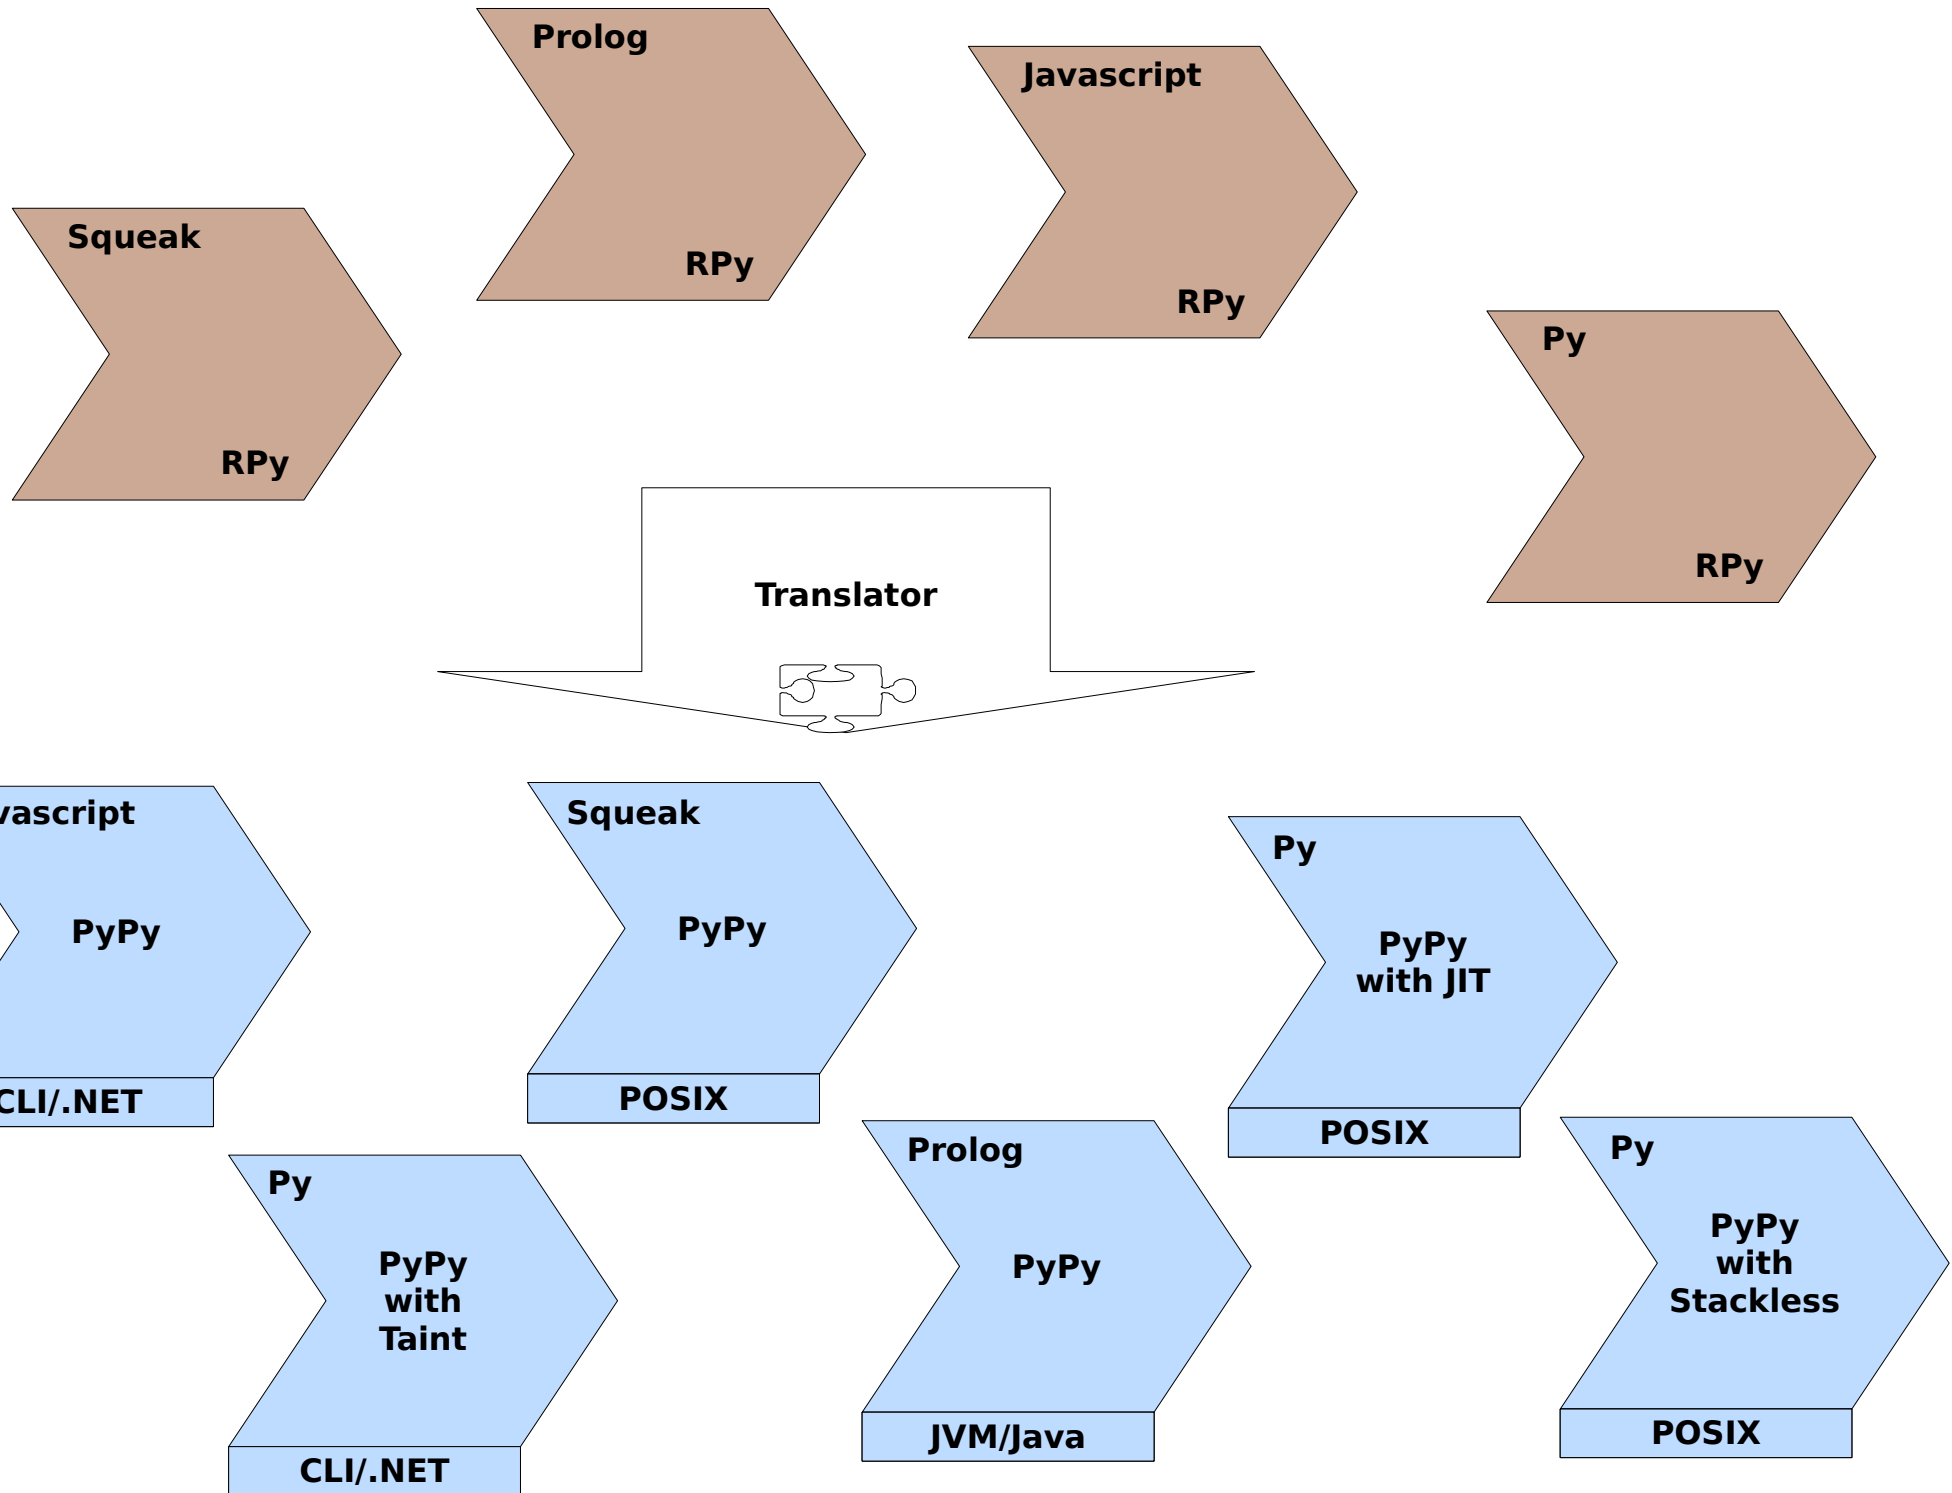 Prolog
RPy
Javascript
RPy
Squeak
RPy
Py
RPy
Translator
vascript
PyPy
CLI/.NET
Squeak
PyPy
POSIX
Py
PyPy
with JIT
POSIX
Py
PyPy
with
Taint
CLI/.NET
Prolog
PyPy
JVM/Java
Py
PyPy
with
Stackless
POSIX